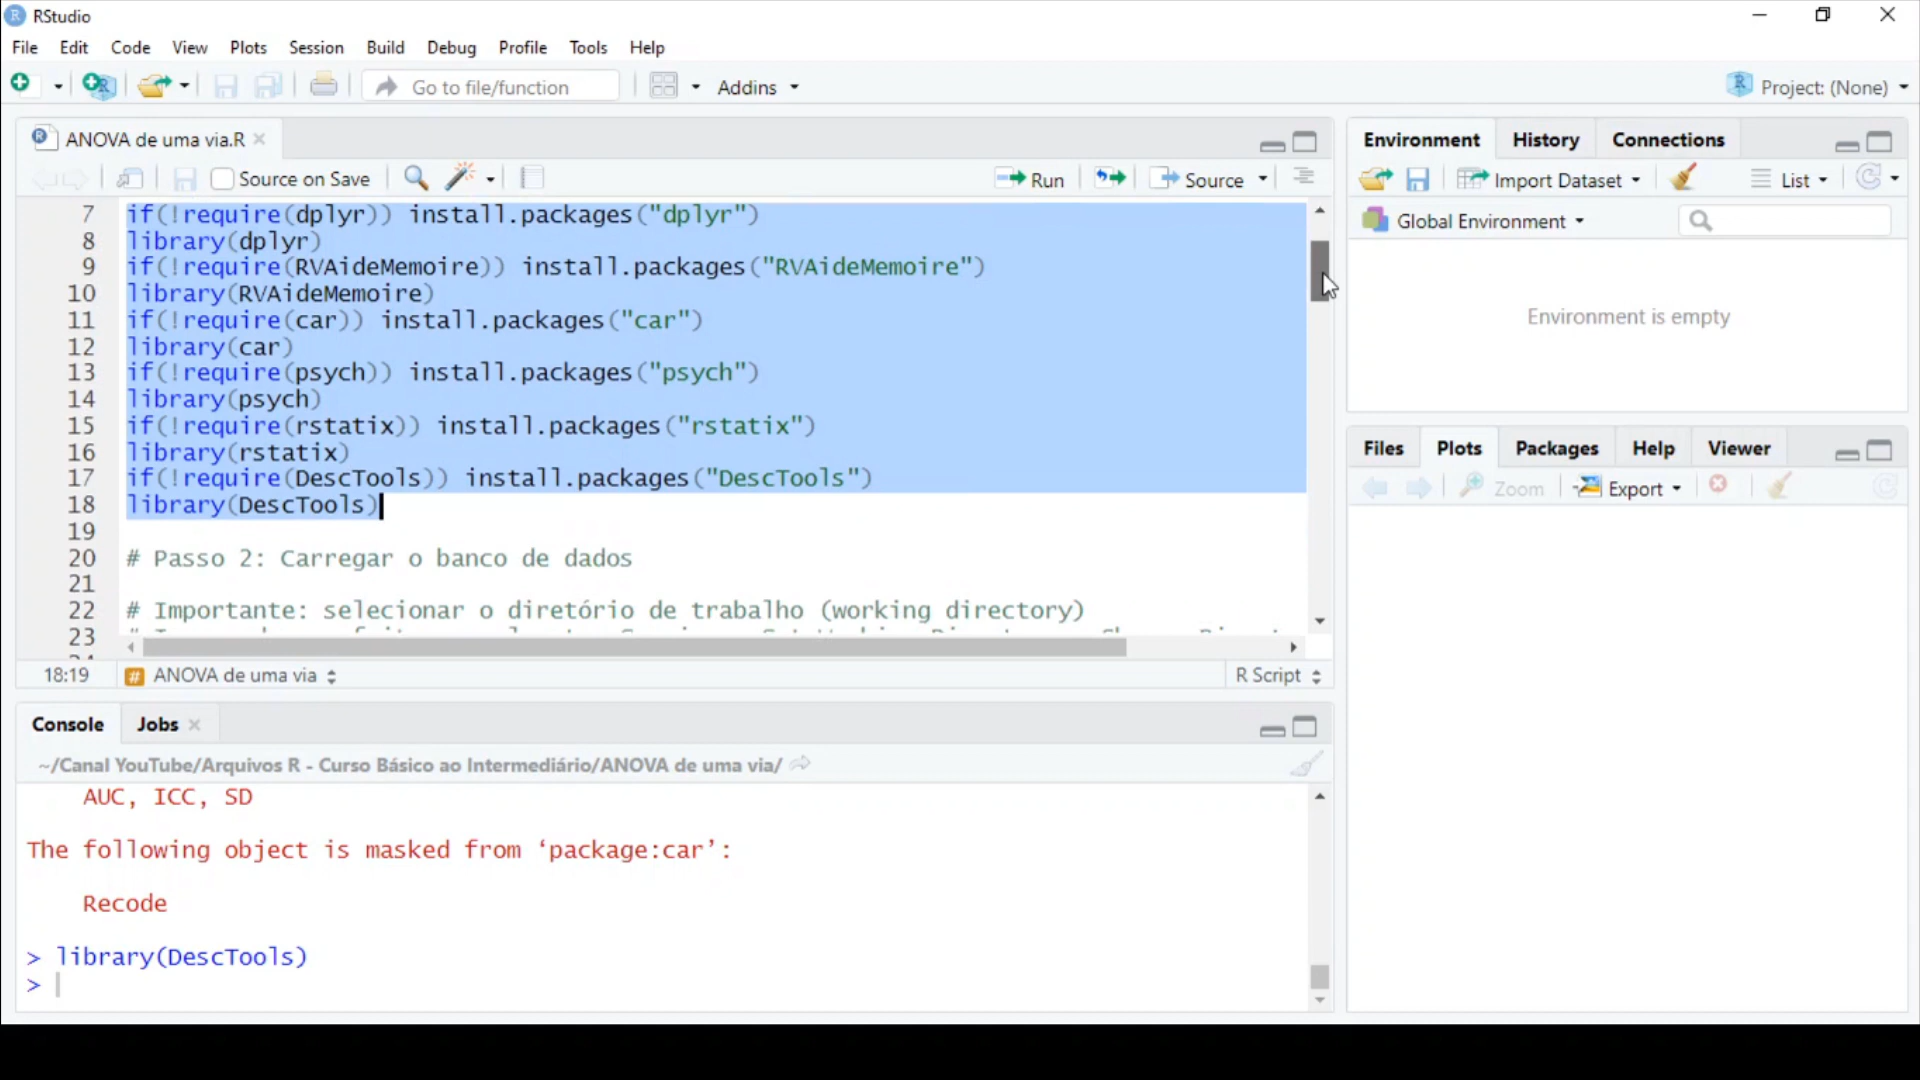 RStudio
File Edit Code View Plots Session Build Debug Profile Tools Help
Go to file/function Addins Project: (None)
ANOVA de uma via.R
Source on Save Run Source
7 if(!require(dplyr)) install.packages("dplyr")
8 library(dplyr)
9 if(!require(RVAideMemoire)) install.packages("RVAideMemoire")
10 library(RVAideMemoire)
11 if(!require(car)) install.packages("car")
12 library(car)
13 if(!require(psych)) install.packages("psych")
14 library(psych)
15 if(!require(rstatix)) install.packages("rstatix")
16 library(rstatix)
17 if(!require(DescTools)) install.packages("DescTools")
18 library(DescTools)
19
20 # Passo 2: Carregar o banco de dados
21
22 # Importante: selecionar o diretório de trabalho (working directory)
23
18:19 ANOVA de uma via R Script
Console Jobs
~/Canal YouTube/Arquivos R - Curso Básico ao Intermediário/ANOVA de uma via/
AUC, ICC, SD
The following object is masked from ‘package:car’:
Recode
> library(DescTools)
>
Environment History Connections
Import Dataset List
Global Environment
Environment is empty
Files Plots Packages Help Viewer
Zoom Export